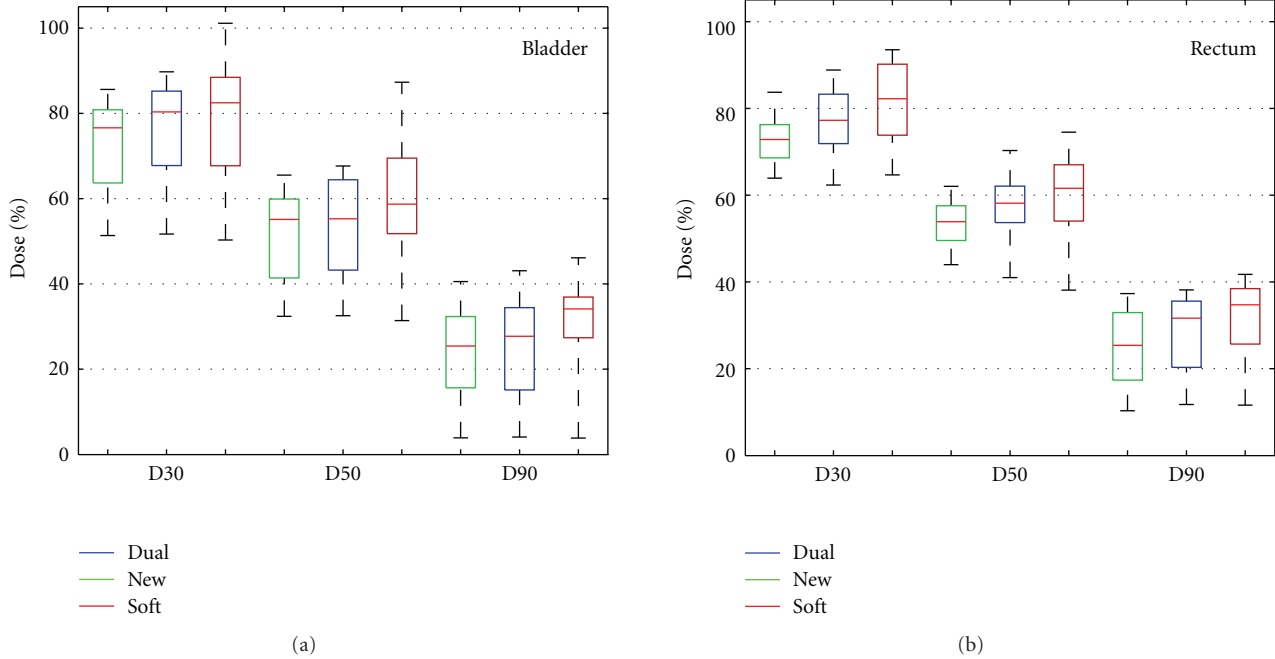 Bladder
Dose (%)
100
80
60
40
20
0
D30 D50 D90
Dual
New
Soft
(a)
Rectum
Dose (%)
100
80
60
40
20
0
D30 D50 D90
Dual
New
Soft
(b)